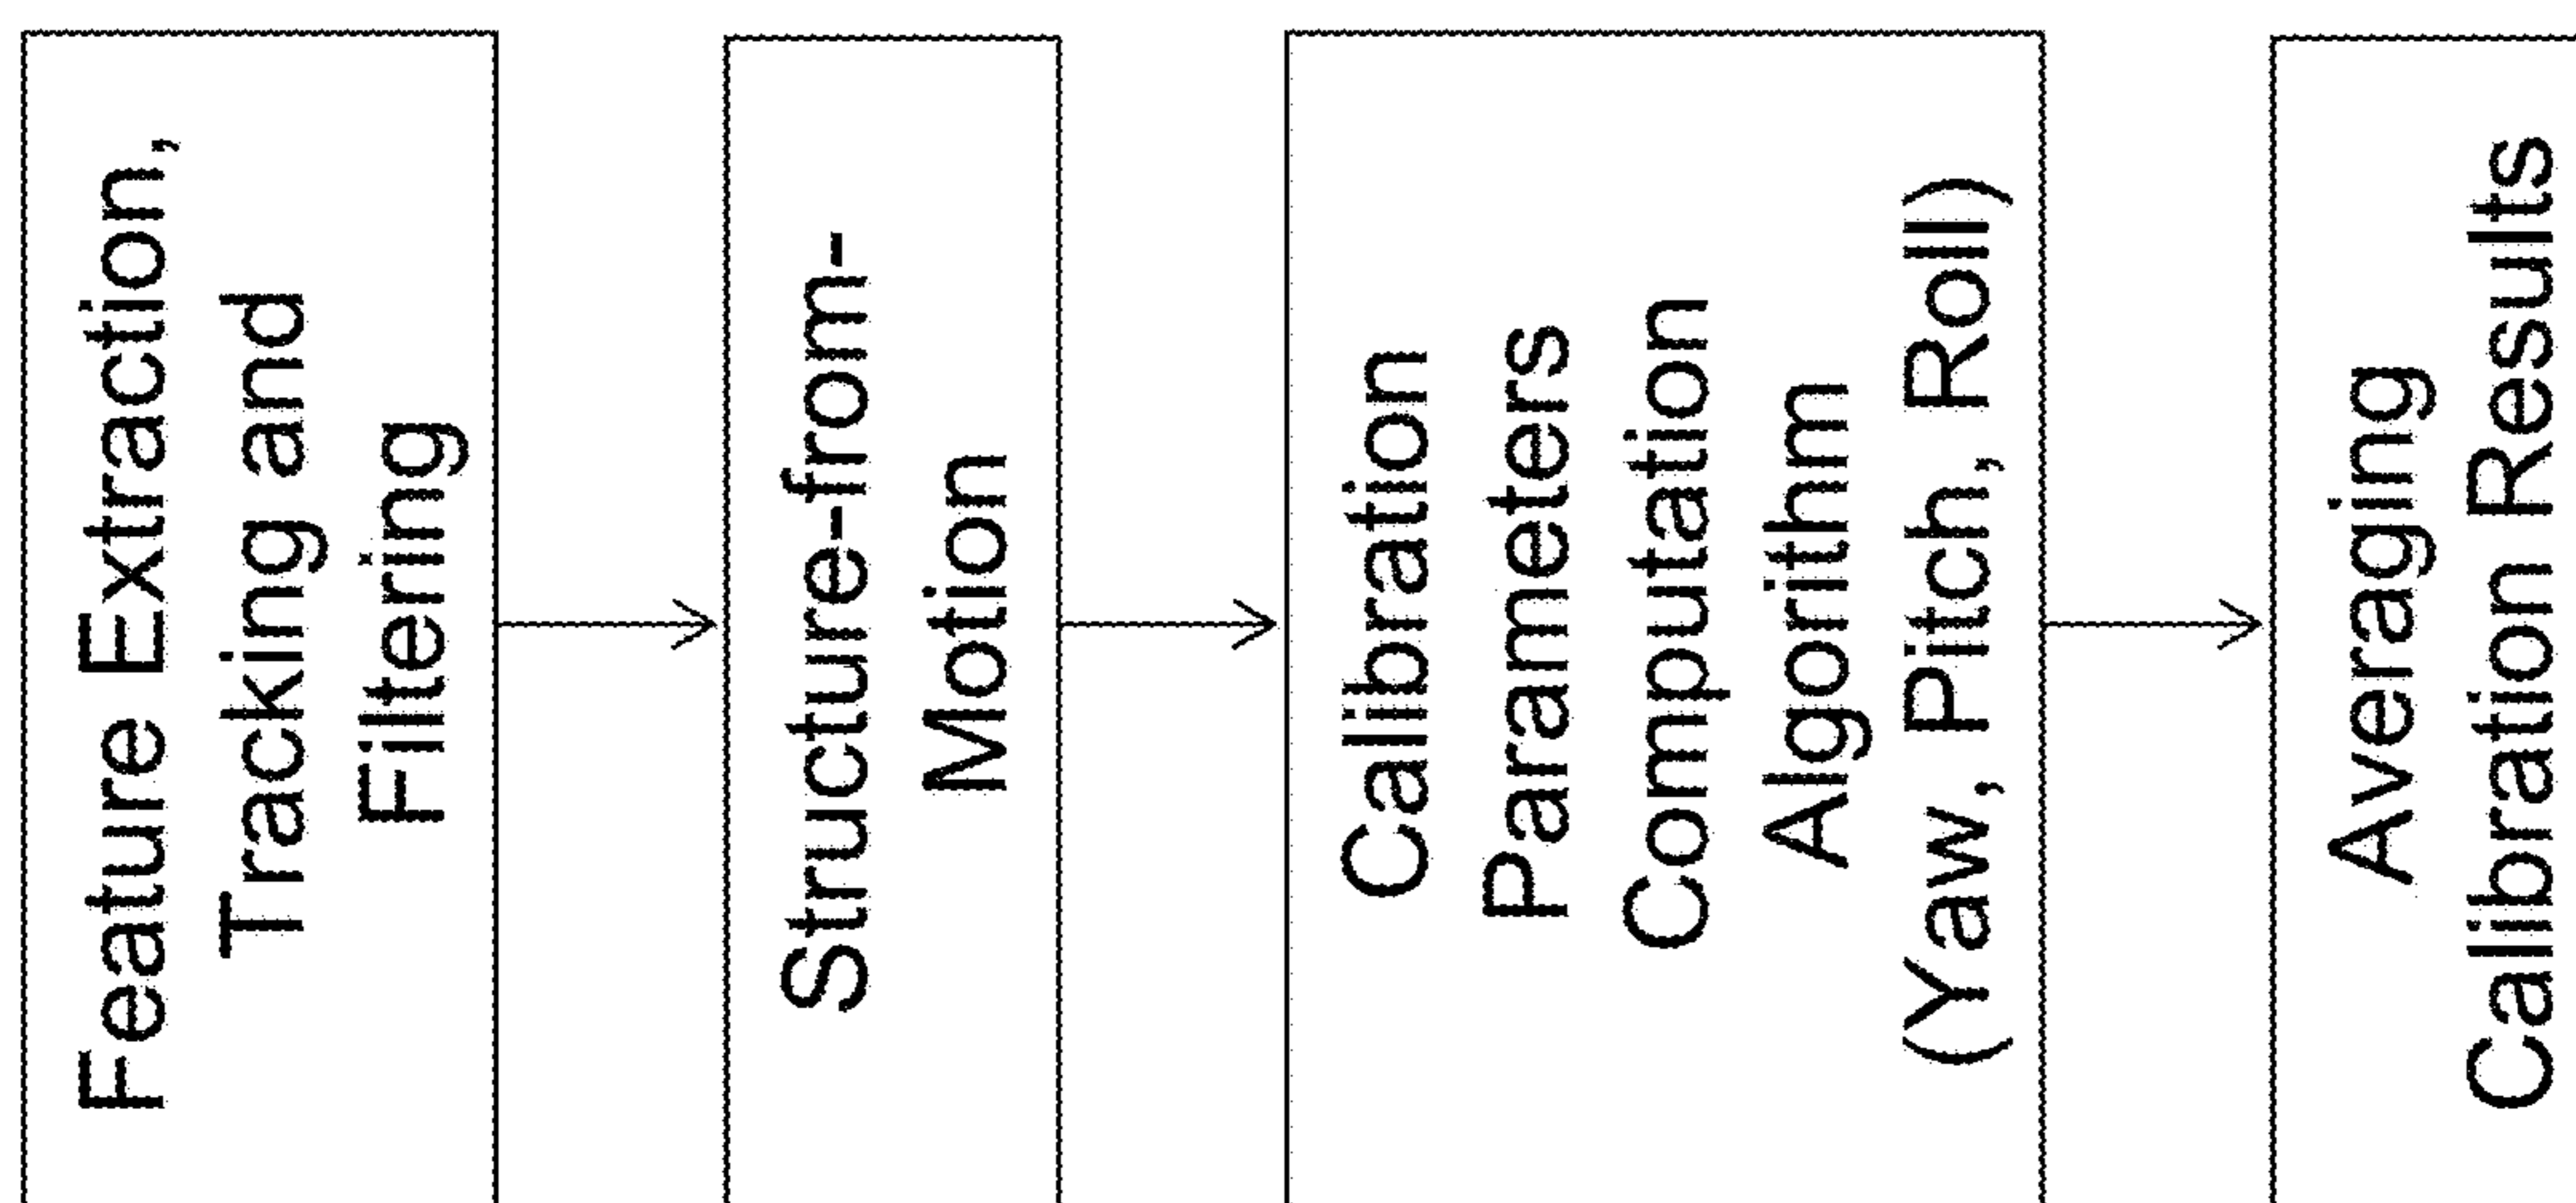 Feature Extraction,
Tracking and
Filtering
Structure-from-
Motion
Calibration
Parameters
Computation
Algorithm
(Yaw, Pitch, Roll)
Averaging
Calibration Results